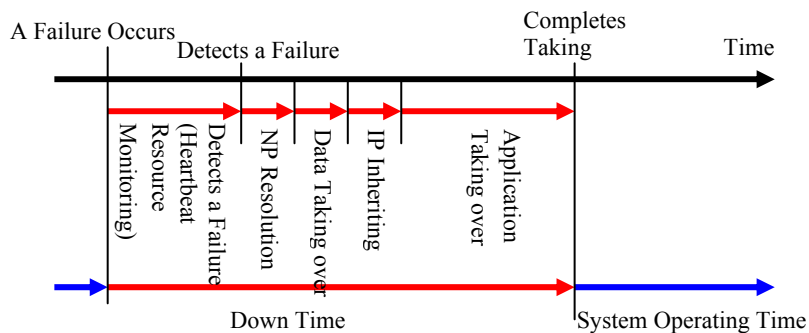 A Failure Occurs
Detects a Failure
Completes
Taking
Time
Detects a Failure
(Heartbeat
Resource
Monitoring)
NP Resolution
Data Taking over
IP Inheriting
Application
Taking over
Down Time
System Operating Time